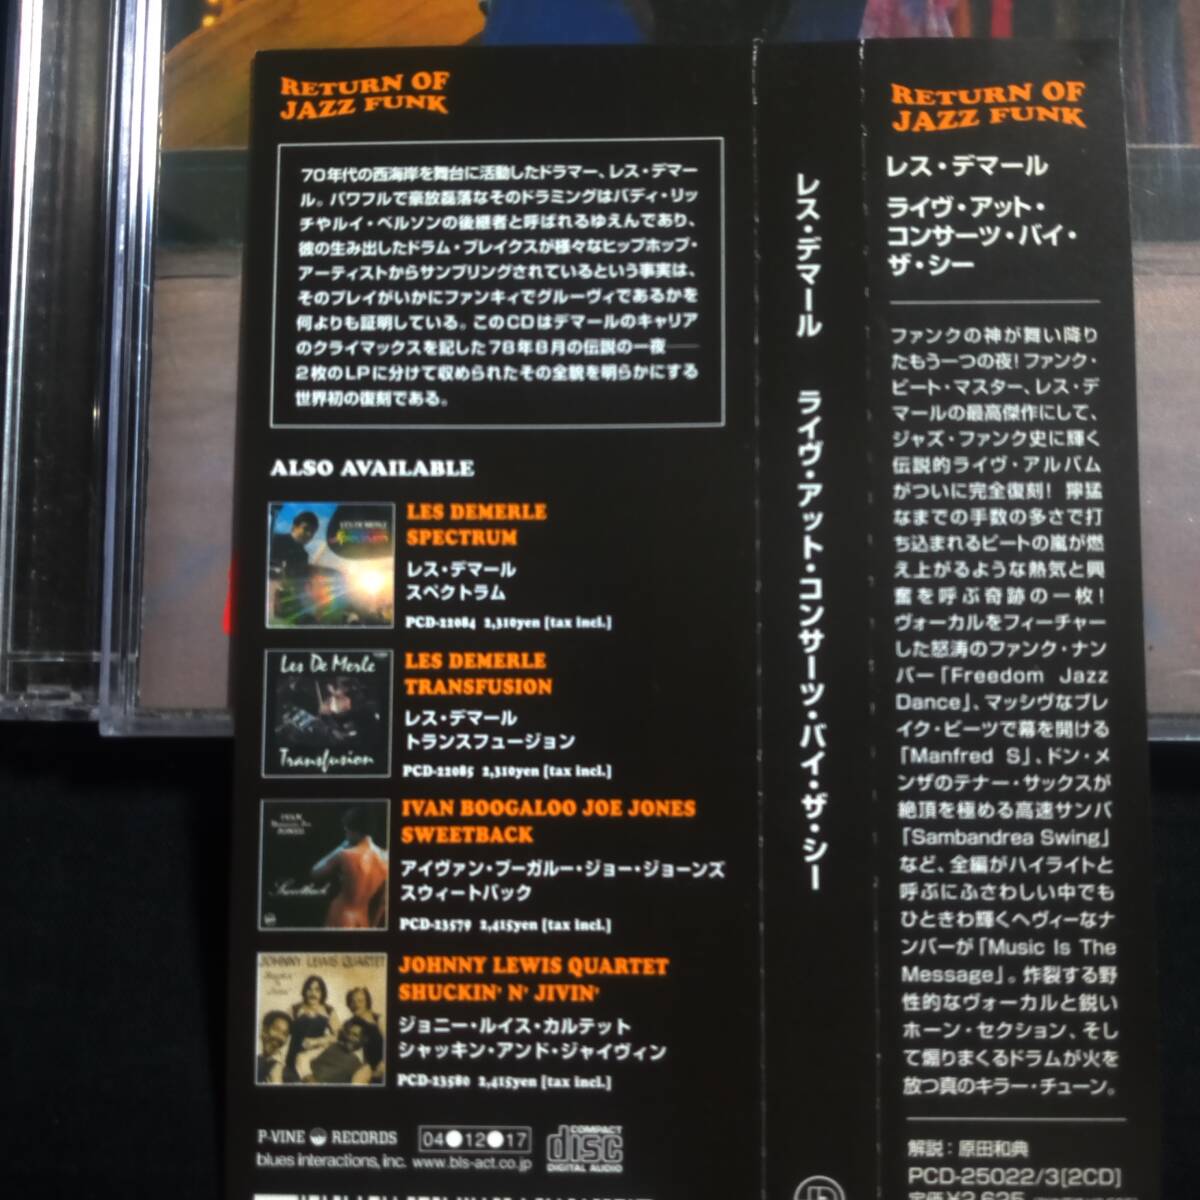 RETURN OF
JAZZ FUNK
70年代の西海岸を舞台に活動したドラマー、レス・デマー
ル。パワフルで豪放磊落なそのドラミングはバディ・リッ
チやルイ・ベルソンの後継者と呼ばれるゆえんであり、
彼の生み出したドラム・ブレイクスが様々なヒップホップ・
アーティストからサンプリングされているという事実は、
そのプレイがいかにファンキィでグルーヴィであるかを
何よりも証明している。このCDはデマールのキャリア
のクライマックスを記した78年8月の伝説の一夜──
2枚のLPに分けて収められたその全貌を明らかにする
世界初の復刻である。
ALSO AVAILABLE
LES DEMERLE
SPECTRUM
レス・デマール
スペクトラム
PCD-22084 2,310yen [tax incl.]
Les De Merle
Transfusion
LES DEMERLE
TRANSFUSION
レス・デマール
トランスフュージョン
PCD-22085 2,310yen [tax incl.]
IVAN BOOGALOO JOE JONES
SWEETBACK
アイヴァン・ブーガルー・ジョー・ジョーンズ
スウィートバック
PCD-23579 2,415yen [tax incl.]
JOHNNY LEWIS QUARTET
JOHNNY LEWIS QUARTET
SHUCKIN' N' JIVIN'
ジョニー・ルイス・カルテット
シャッキン・アンド・ジャイヴィン
PCD-23580 2,415yen [tax incl.]
P-VINE RECORDS 04●12●17
blues interactions, inc. www.bls-act.co.jp
COMPACT
disc
DIGITAL AUDIO
レス・デマール ライヴ・アット・コンサーツ・バイ・ザ・シー
RETURN OF
JAZZ FUNK
レス・デマール
ライヴ・アット・
コンサーツ・バイ・
ザ・シー
ファンクの神が舞い降り
たもう一つの夜！ファンク・
ビート・マスター、レス・デ
マールの最高傑作にして、
ジャズ・ファンク史に輝く
伝説的ライヴ・アルバム
がついに完全復刻！ 獰猛
なまでの手数の多さで打
ち込まれるビートの嵐が燃
え上がるような熱気と興
奮を呼ぶ奇跡の一枚！
ヴォーカルをフィーチャー
した怒涛のファンク・ナン
バー「Freedom Jazz
Dance」、マッシヴなブレ
イク・ビーツで幕を開ける
「Manfred S」、ドン・メ
ンザのテナー・サックスが
絶頂を極める高速サンバ
「Sambandrea Swing」
など、全編がハイライトと
呼ぶにふさわしい中でも
ひときわ輝くヘヴィーなナ
ンバーが「Music Is The
Message」。炸裂する野
性的なヴォーカルと鋭い
ホーン・セクション、そし
て煽りまくるドラムが火を
放つ真のキラー・チューン。
解説：原田和典
PCD-25022/3[2CD]